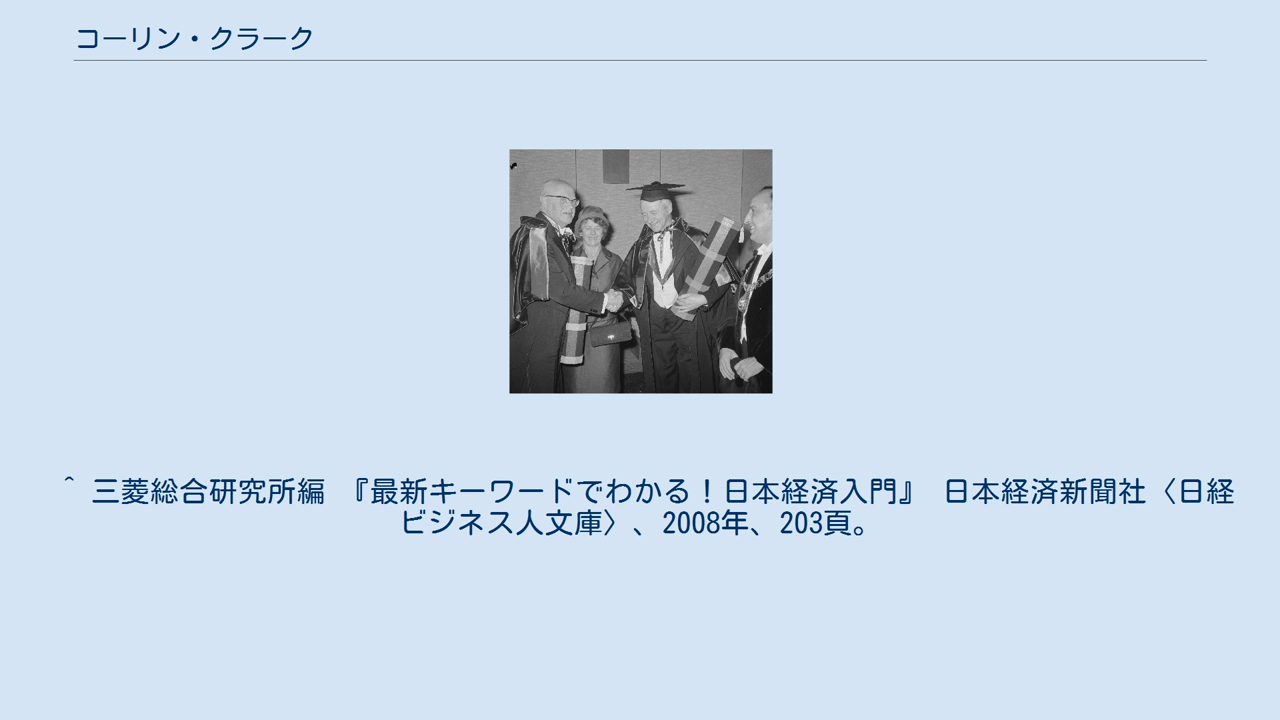 コーリン・クラーク
^ 三菱総合研究所編 『最新キーワードでわかる！日本経済入門』 日本経済新聞社〈日経
ビジネス人文庫〉、2008年、203頁。